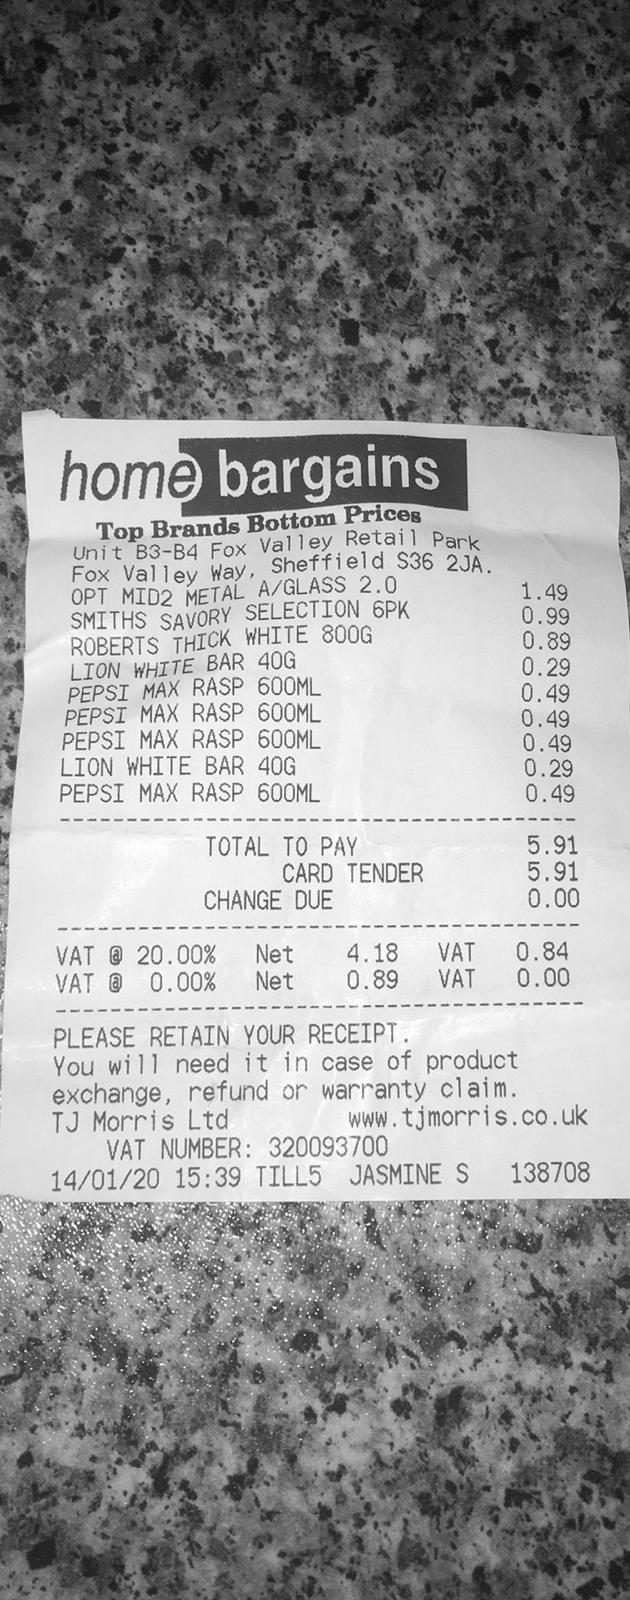 home bargains
Top Brands Bottom Prices
Unit B3-B4 Fox Valley Retail Park
Fox Valley Way, Sheffield S36 2JA.
OPT MID2 METAL A/GLASS 2.0 1.49
SMITHS SAVORY SELECTION 6PK 0.99
ROBERTS THICK WHITE 800G 0.89
LION WHITE BAR 40G 0.29
PEPSI MAX RASP 600ML 0.49
PEPSI MAX RASP 600ML 0.49
PEPSI MAX RASP 600ML 0.49
LION WHITE BAR 40G 0.29
PEPSI MAX RASP 600ML 0.49
TOTAL TO PAY 5.91
CARD TENDER 5.91
CHANGE DUE 0.00
VAT @ 20.00% Net 4.18 VAT 0.84
VAT @ 0.00% Net 0.89 VAT 0.00
PLEASE RETAIN YOUR RECEIPT.
You will need it in case of product
exchange, refund or warranty claim.
TJ Morris Ltd www.tjmorris.co.uk
VAT NUMBER: 320093700
14/01/20 15:39 TILL5 JASMINE S 138708